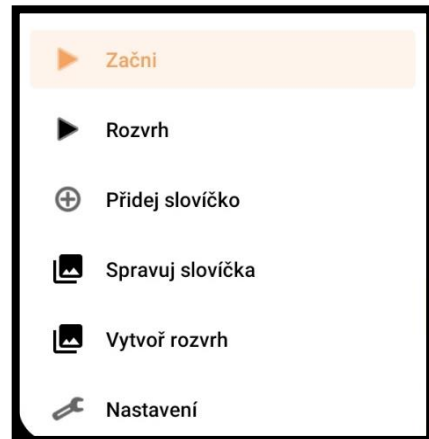 Začni
Rozvrh
Přidej slovíčko
Spravuj slovíčka
Vytvoř rozvrh
Nastavení